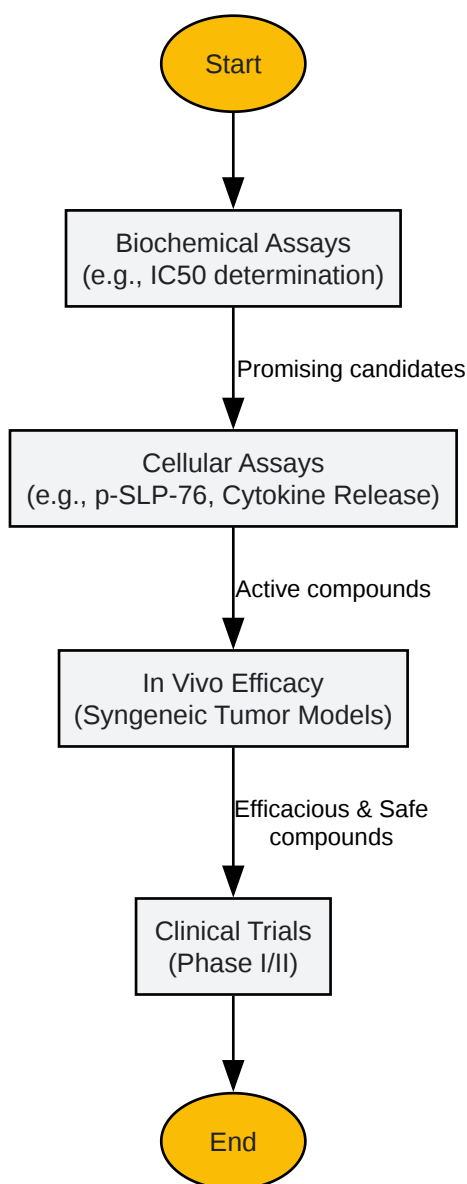 Start
Biochemical Assays
(e.g., IC50 determination)
Promising candidates
Cellular Assays
(e.g., p-SLP-76, Cytokine Release)
Active compounds
In Vivo Efficacy
(Syngeneic Tumor Models)
Efficacious & Safe
compounds
Clinical Trials
(Phase I/II)
End